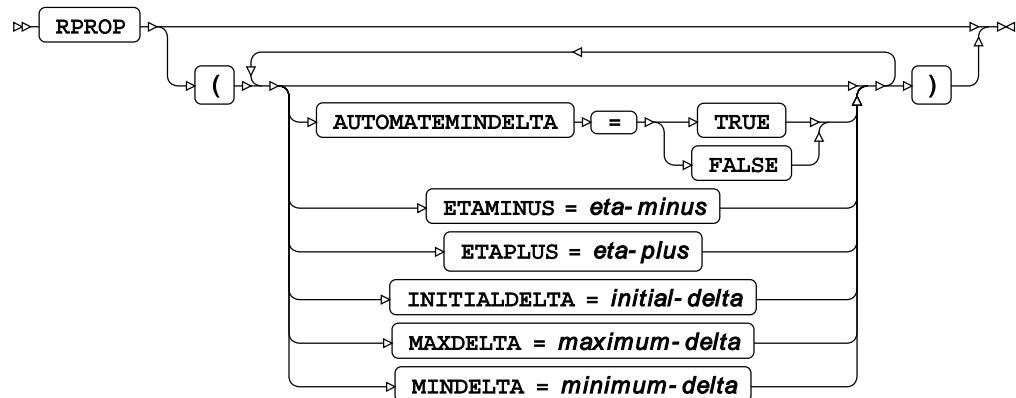 RPROP
( )
AUTOMATEMINDELTA = TRUE
FALSE
ETAMINUS = eta-minus
ETAPLUS = eta-plus
INITIALDELTA = initial-delta
MAXDELTA = maximum-delta
MINDELTA = minimum-delta